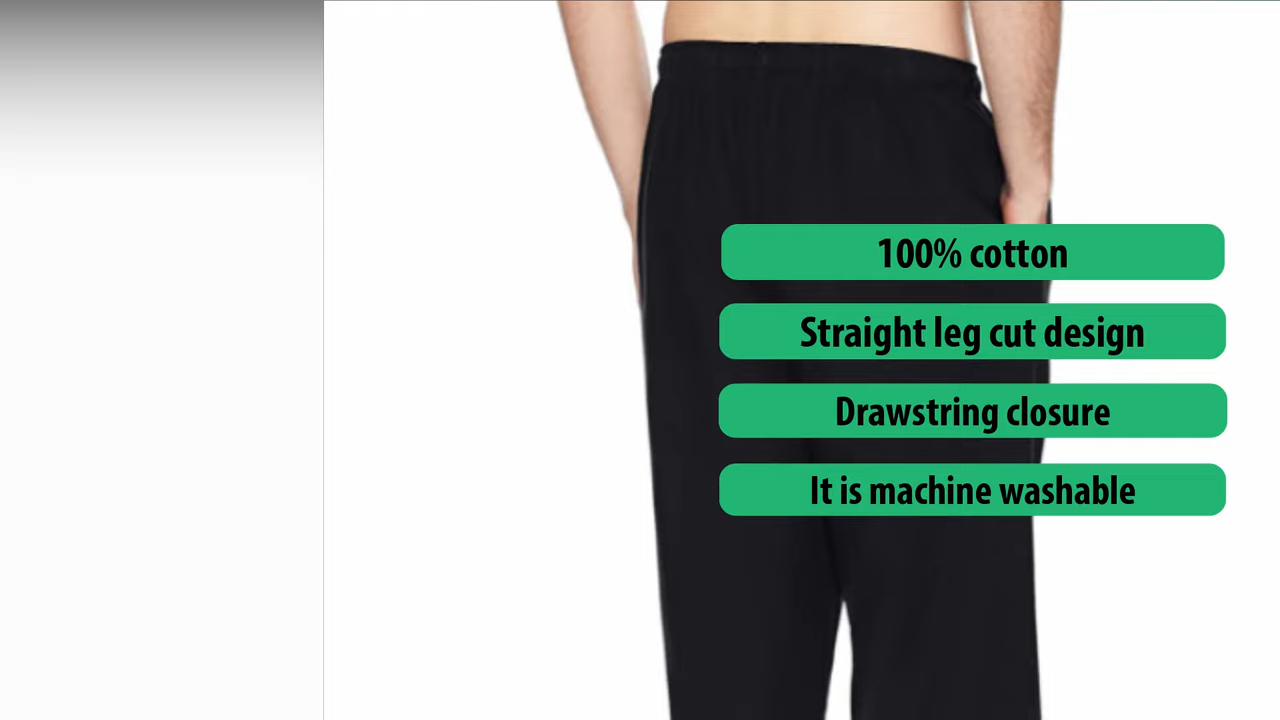 100% cotton
Straight leg cut design
Drawstring closure
It is machine washable